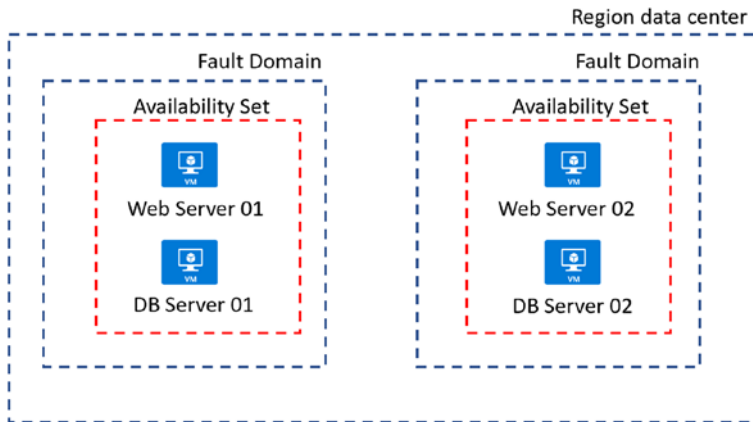 Region data center
Fault Domain
Availability Set
VM
Web Server 01
VM
DB Server 01
Fault Domain
Availability Set
VM
Web Server 02
VM
DB Server 02